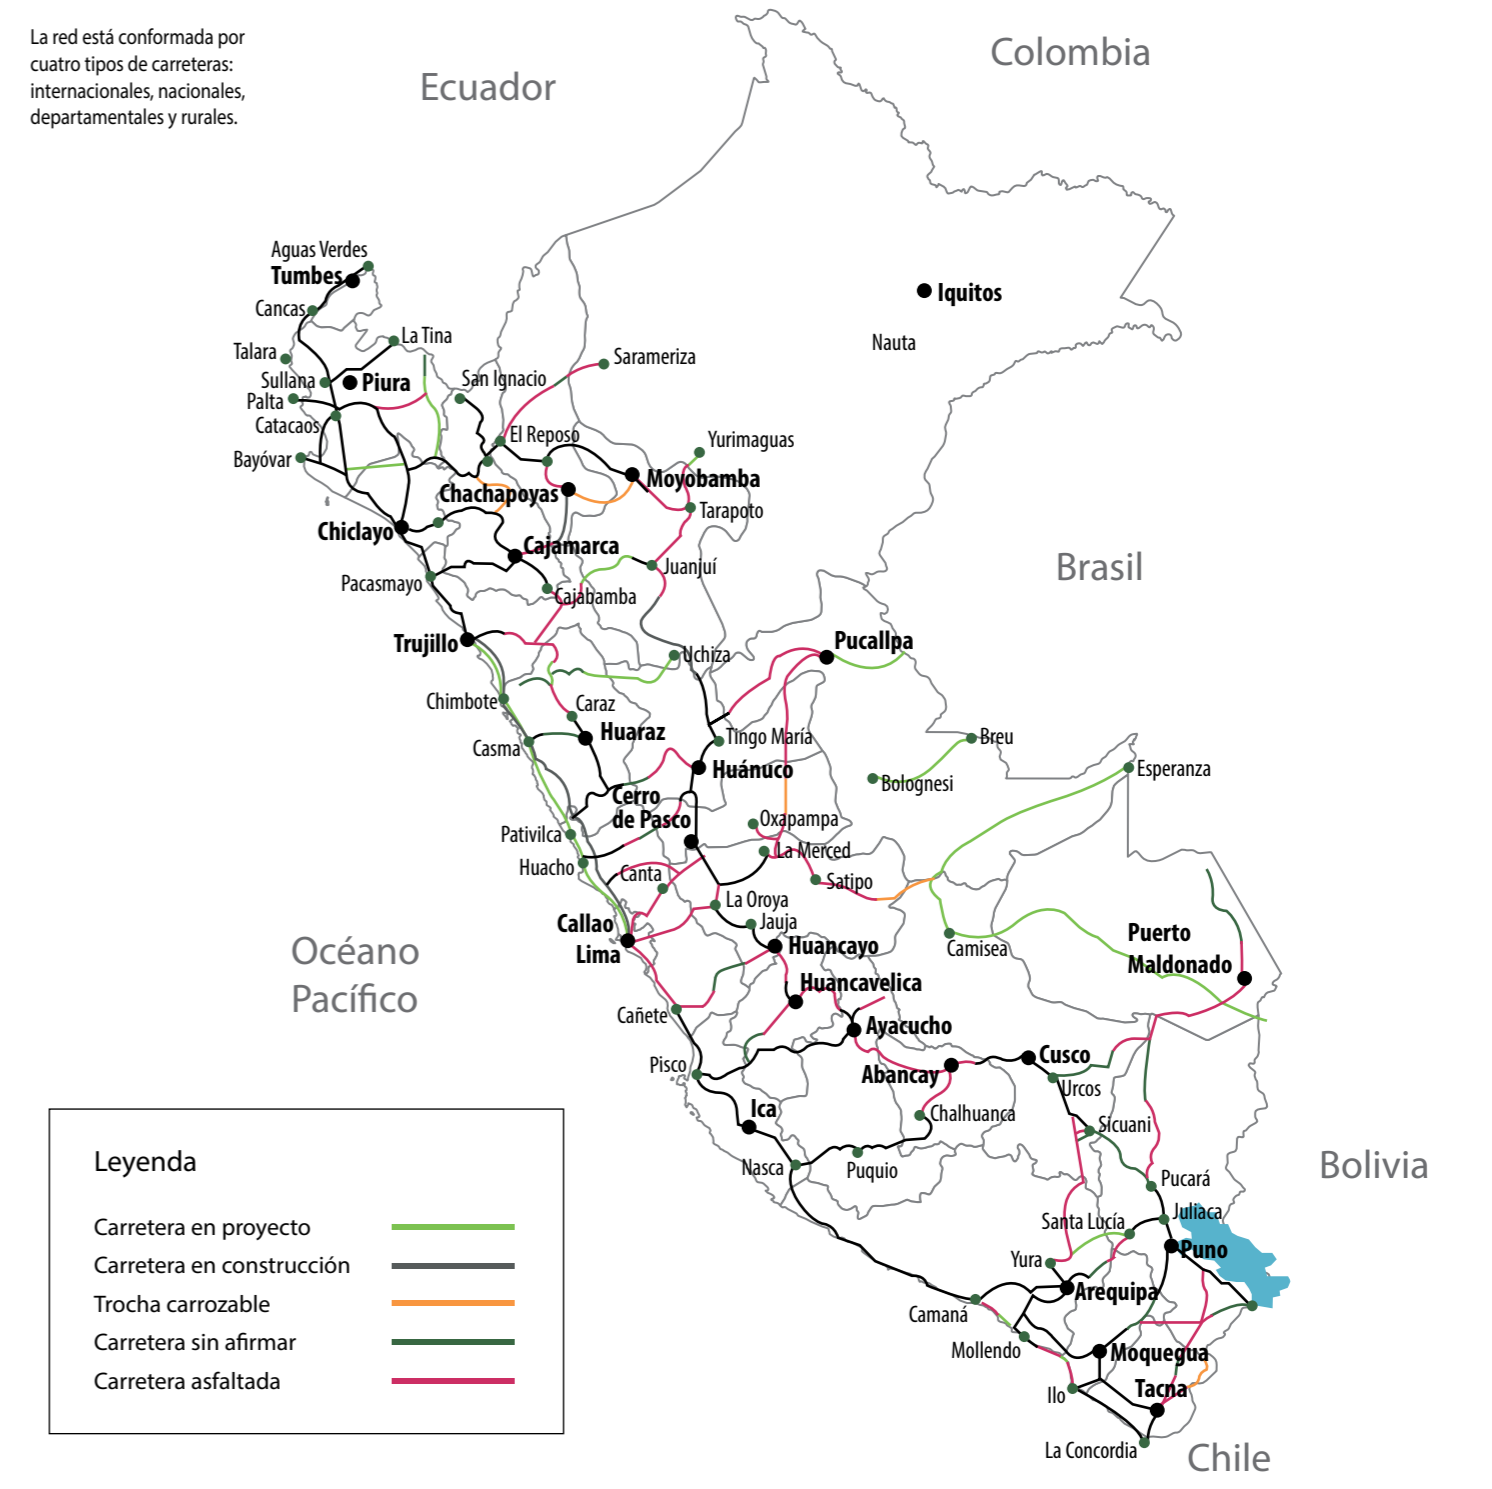 La red está conformada por
cuatro tipos de carreteras:
internacionales, nacionales,
departamentales y rurales.
Ecuador
Colombia
Aguas Verdes
Tumbes
Cancas
La Tina
Talara
Sullana
Piura
Palta
Catacaos
Bayóvar
San Ignacio
Sarameriza
Iquitos
Nauta
El Reposo
Yurimaguas
Moyobamba
Chachapoyas
Tarapoto
Chiclayo
Cajamarca
Juanjuí
Brasil
Pacasmayo
Cajabamba
Trujillo
Uchiza
Pucallpa
Chimbote
Caraz
Casma
Huaraz
Tingo María
Breu
Huánuco
Bolognesi
Esperanza
Cerro
de Pasco
Pativilca
Oxapampa
Huacho
La Merced
Canta
Satipo
La Oroya
Callao
Lima
Jauja
Huancayo
Camisea
Puerto
Maldonado
Océano
Pacífico
Huancavelica
Cañete
Ayacucho
Pisco
Cusco
Abancay
Urcos
Ica
Chalhuanca
Sicuani
Nasca
Puquio
Pucará
Bolivia
Juliaca
Santa Lucía
Puno
Yura
Arequipa
Camaná
Mollendo
Moquegua
Ilo
Tacna
La Concordia
Chile
Leyenda
Carretera en proyecto
Carretera en construcción
Trocha carrozable
Carretera sin afirmar
Carretera asfaltada